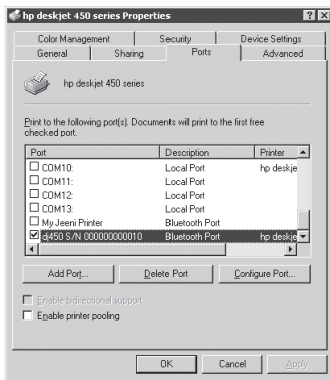 hp deskjet 450 series Properties
Color Management Security Device Settings
General Sharing Ports Advanced
hp deskjet 450 series
Print to the following port(s). Documents will print to the first free
checked port.
Port Description Printer
COM10: Local Port hp deskje
COM11: Local Port
COM12: Local Port
COM13: Local Port
My Jeeni Printer Bluetooth Port
dj450 S/N 000000000010 Bluetooth Port hp deskje
Add Port... Delete Port Configure Port...
Enable bidirectional support
Enable printer pooling
OK Cancel Apply